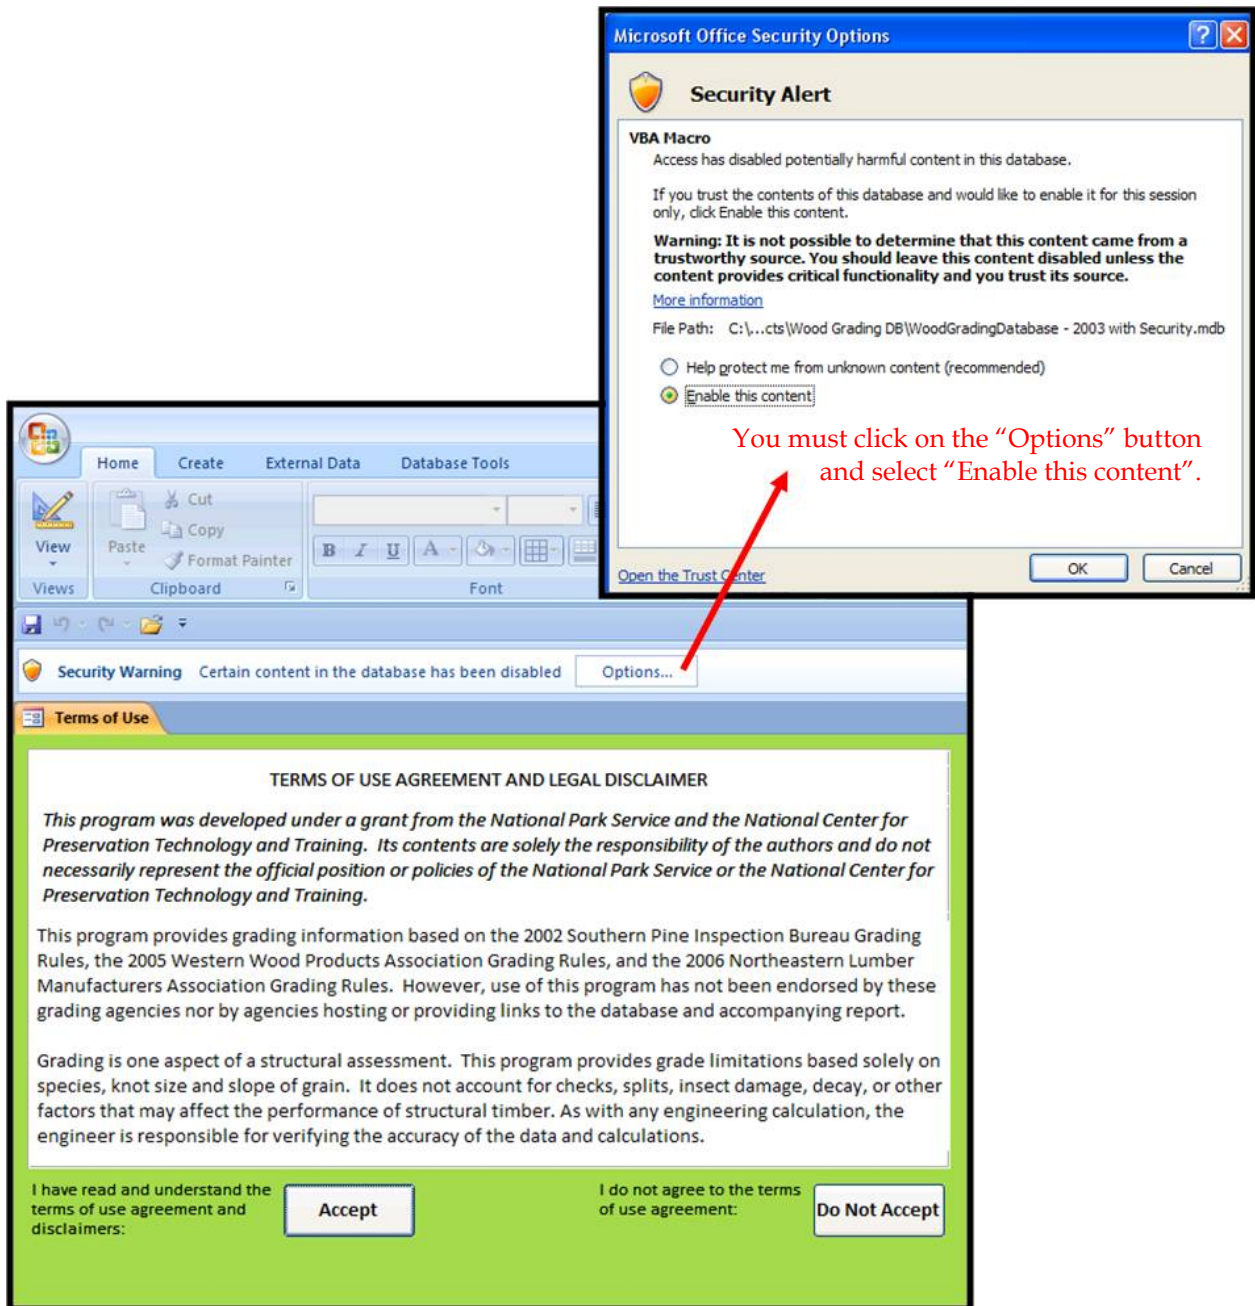 Microsoft Office Security Options
Security Alert
VBA Macro
Access has disabled potentially harmful content in this database.
If you trust the contents of this database and would like to enable it for this session
only, click Enable this content.
Warning: It is not possible to determine that this content came from a
trustworthy source. You should leave this content disabled unless the
content provides critical functionality and you trust its source.
More information
File Path: C:\...cts\Wood Grading DB\WoodGradingDatabase - 2003 with Security.mdb
Help protect me from unknown content (recommended)
Enable this content
You must click on the “Options” button
and select “Enable this content”.
Open the Trust Center
OK
Cancel
Home
Create
External Data
Database Tools
View
Paste
Cut
Copy
Format Painter
B I U A
Views
Clipboard
Font
Security Warning Certain content in the database has been disabled Options...
Terms of Use
TERMS OF USE AGREEMENT AND LEGAL DISCLAIMER
This program was developed under a grant from the National Park Service and the National Center for
Preservation Technology and Training. Its contents are solely the responsibility of the authors and do not
necessarily represent the official position or policies of the National Park Service or the National Center for
Preservation Technology and Training.
This program provides grading information based on the 2002 Southern Pine Inspection Bureau Grading
Rules, the 2005 Western Wood Products Association Grading Rules, and the 2006 Northeastern Lumber
Manufacturers Association Grading Rules. However, use of this program has not been endorsed by these
grading agencies nor by agencies hosting or providing links to the database and accompanying report.
Grading is one aspect of a structural assessment. This program provides grade limitations based solely on
species, knot size and slope of grain. It does not account for checks, splits, insect damage, decay, or other
factors that may affect the performance of structural timber. As with any engineering calculation, the
engineer is responsible for verifying the accuracy of the data and calculations.
I have read and understand the
terms of use agreement and
disclaimers:
Accept
I do not agree to the terms
of use agreement:
Do Not Accept